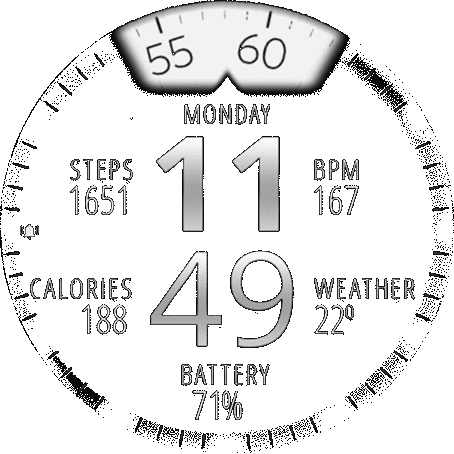 55 60
MONDAY
11
STEPS
1651
BPM
167
49
CALORIES
188
WEATHER
22º
BATTERY
71%